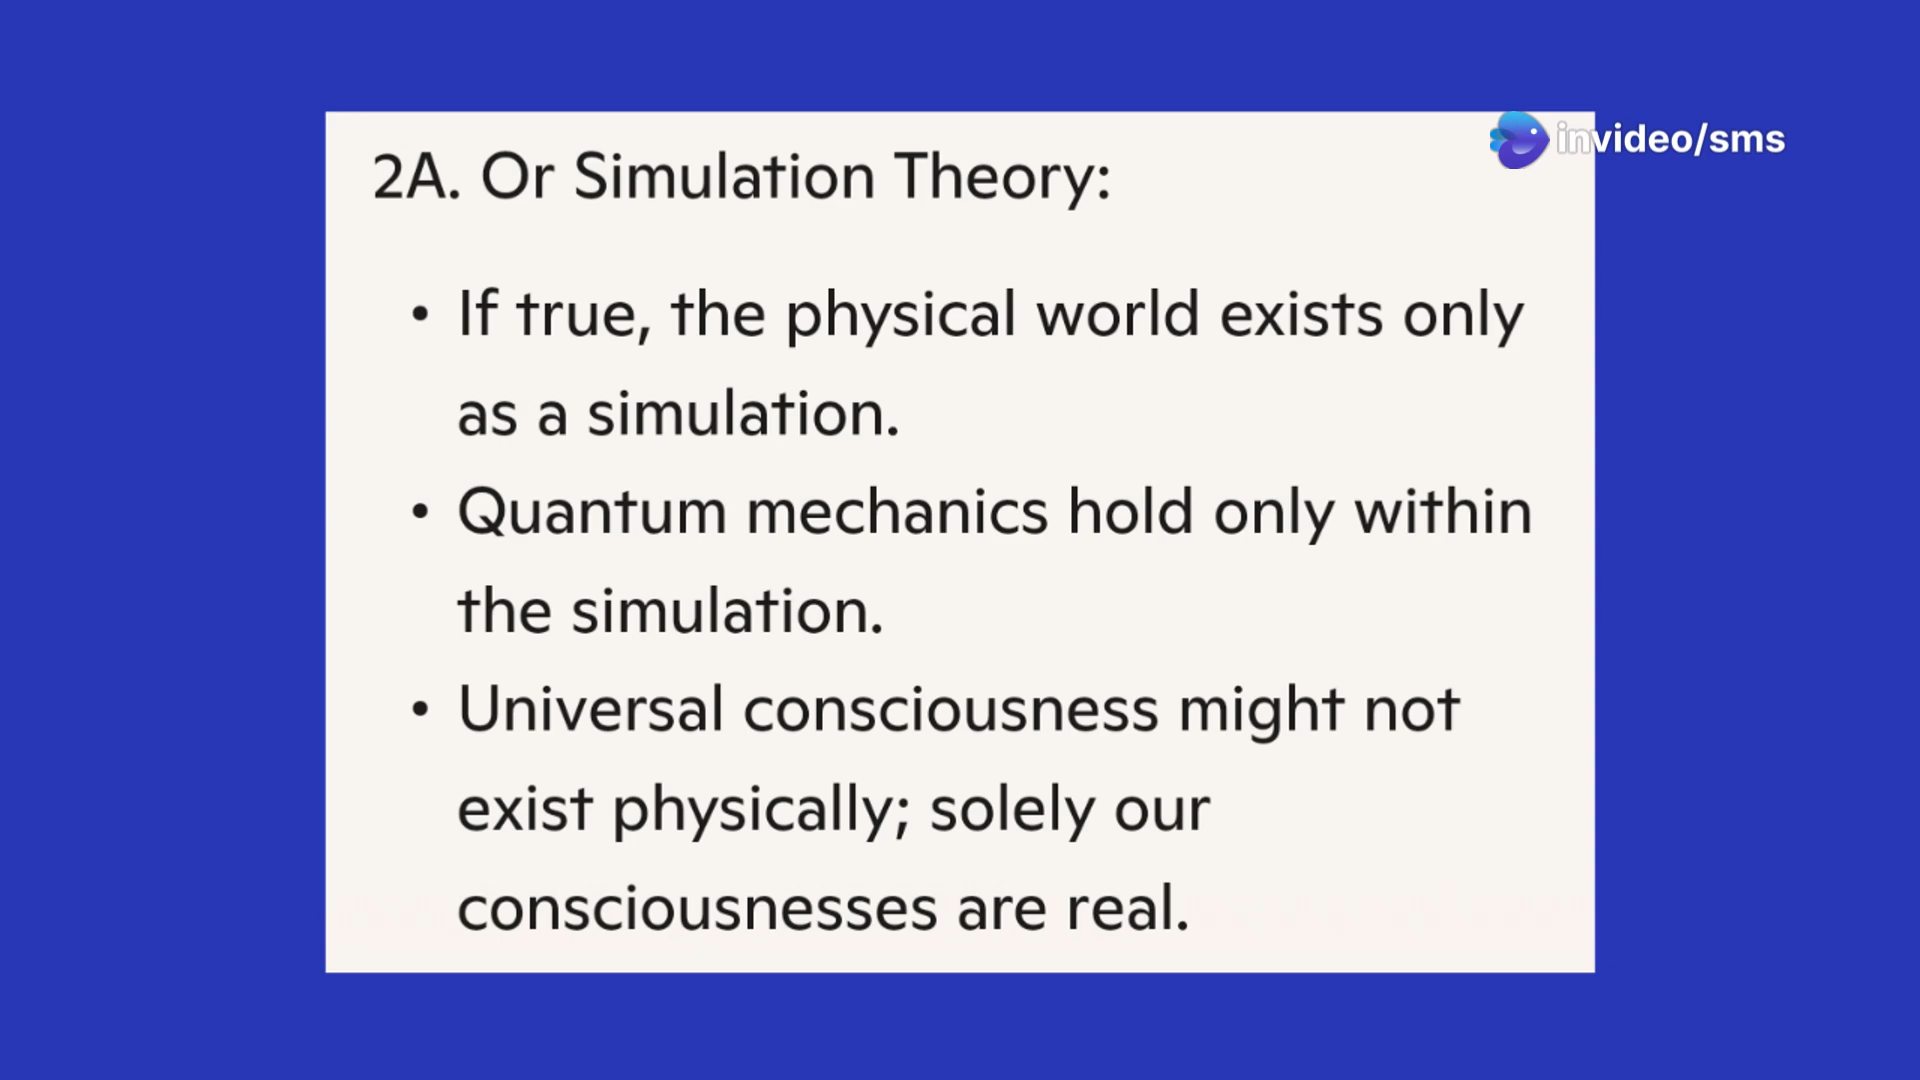 invideo/sms
2A. Or Simulation Theory:
• If true, the physical world exists only
as a simulation.
• Quantum mechanics hold only within
the simulation.
• Universal consciousness might not
exist physically; solely our
consciousnesses are real.